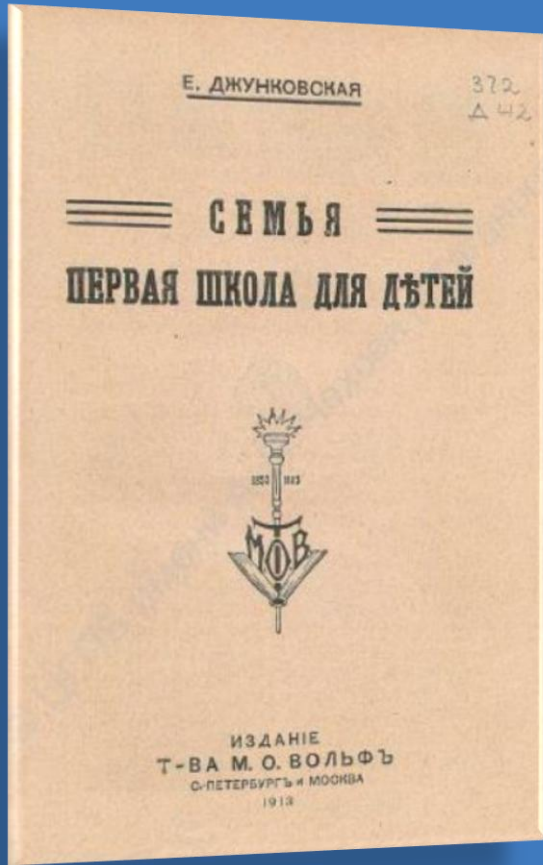 Е. ДЖУНКОВСКАЯ
372
Д 42
СЕМЬЯ
ПЕРВАЯ ШКОЛА ДЛЯ ДѢТЕЙ
1853 1913
МОВ
ИЗДАНІЕ
Т-ВА М. О. ВОЛЬФЪ
С.-ПЕТЕРБУРГЪ и МОСКВА
1913